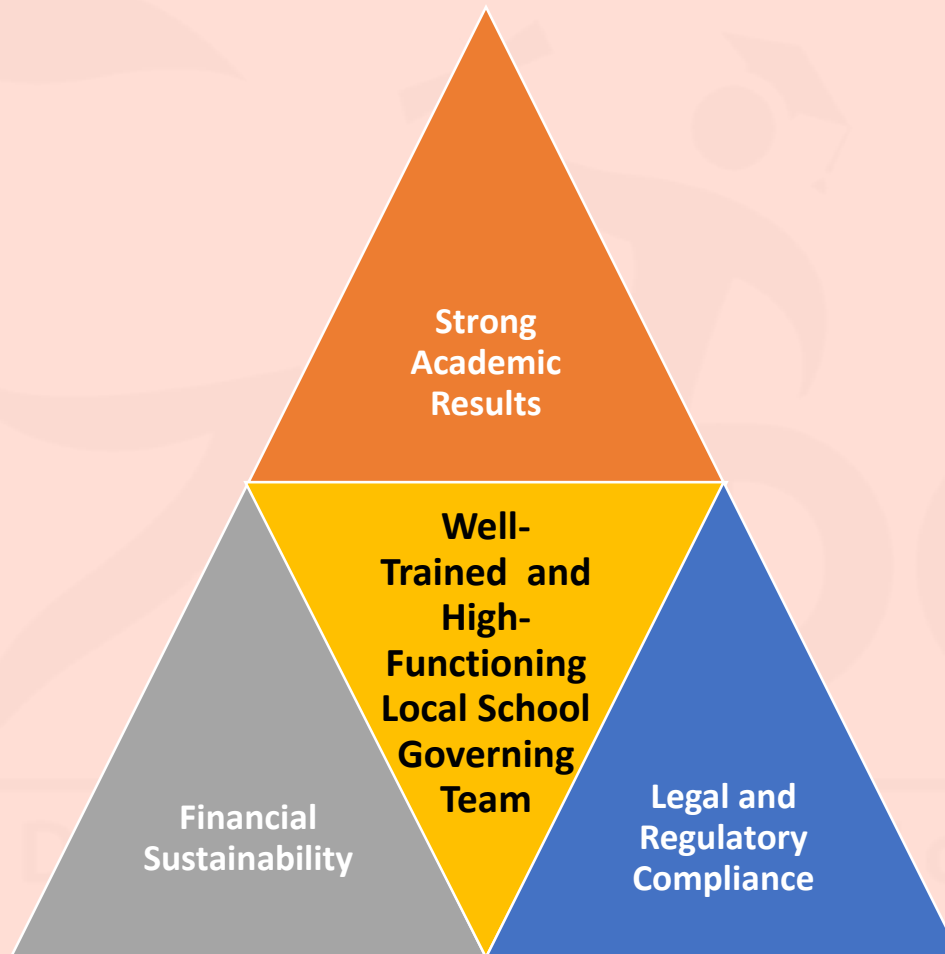 Strong
Academic
Results
Well-
Trained and
High-
Functioning
Local School
Governing
Team
Financial
Sustainability
Legal and
Regulatory
Compliance